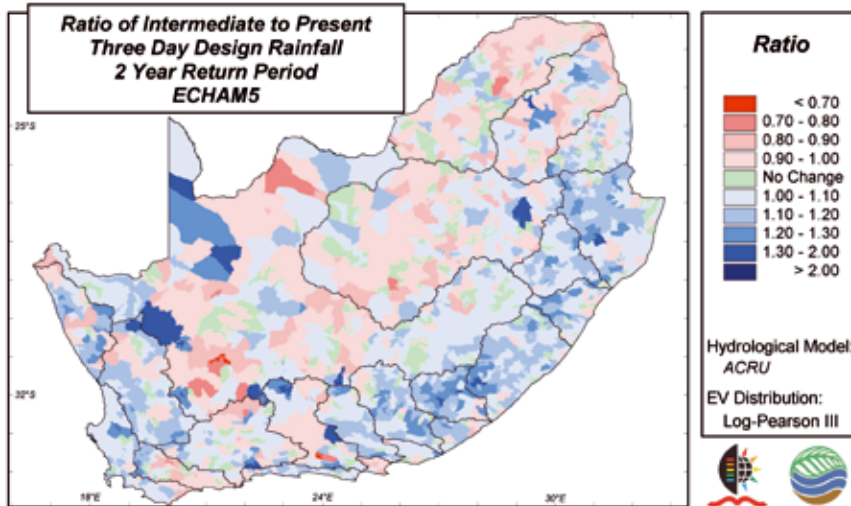 Ratio of Intermediate to Present
Three Day Design Rainfall
2 Year Return Period
ECHAM5
25°S
32°S
18°E
24°E
30°E
Ratio
< 0.70
0.70 - 0.80
0.80 - 0.90
0.90 - 1.00
No Change
1.00 - 1.10
1.10 - 1.20
1.20 - 1.30
1.30 - 2.00
> 2.00
Hydrological Model:
ACRU
EV Distribution:
Log-Pearson III